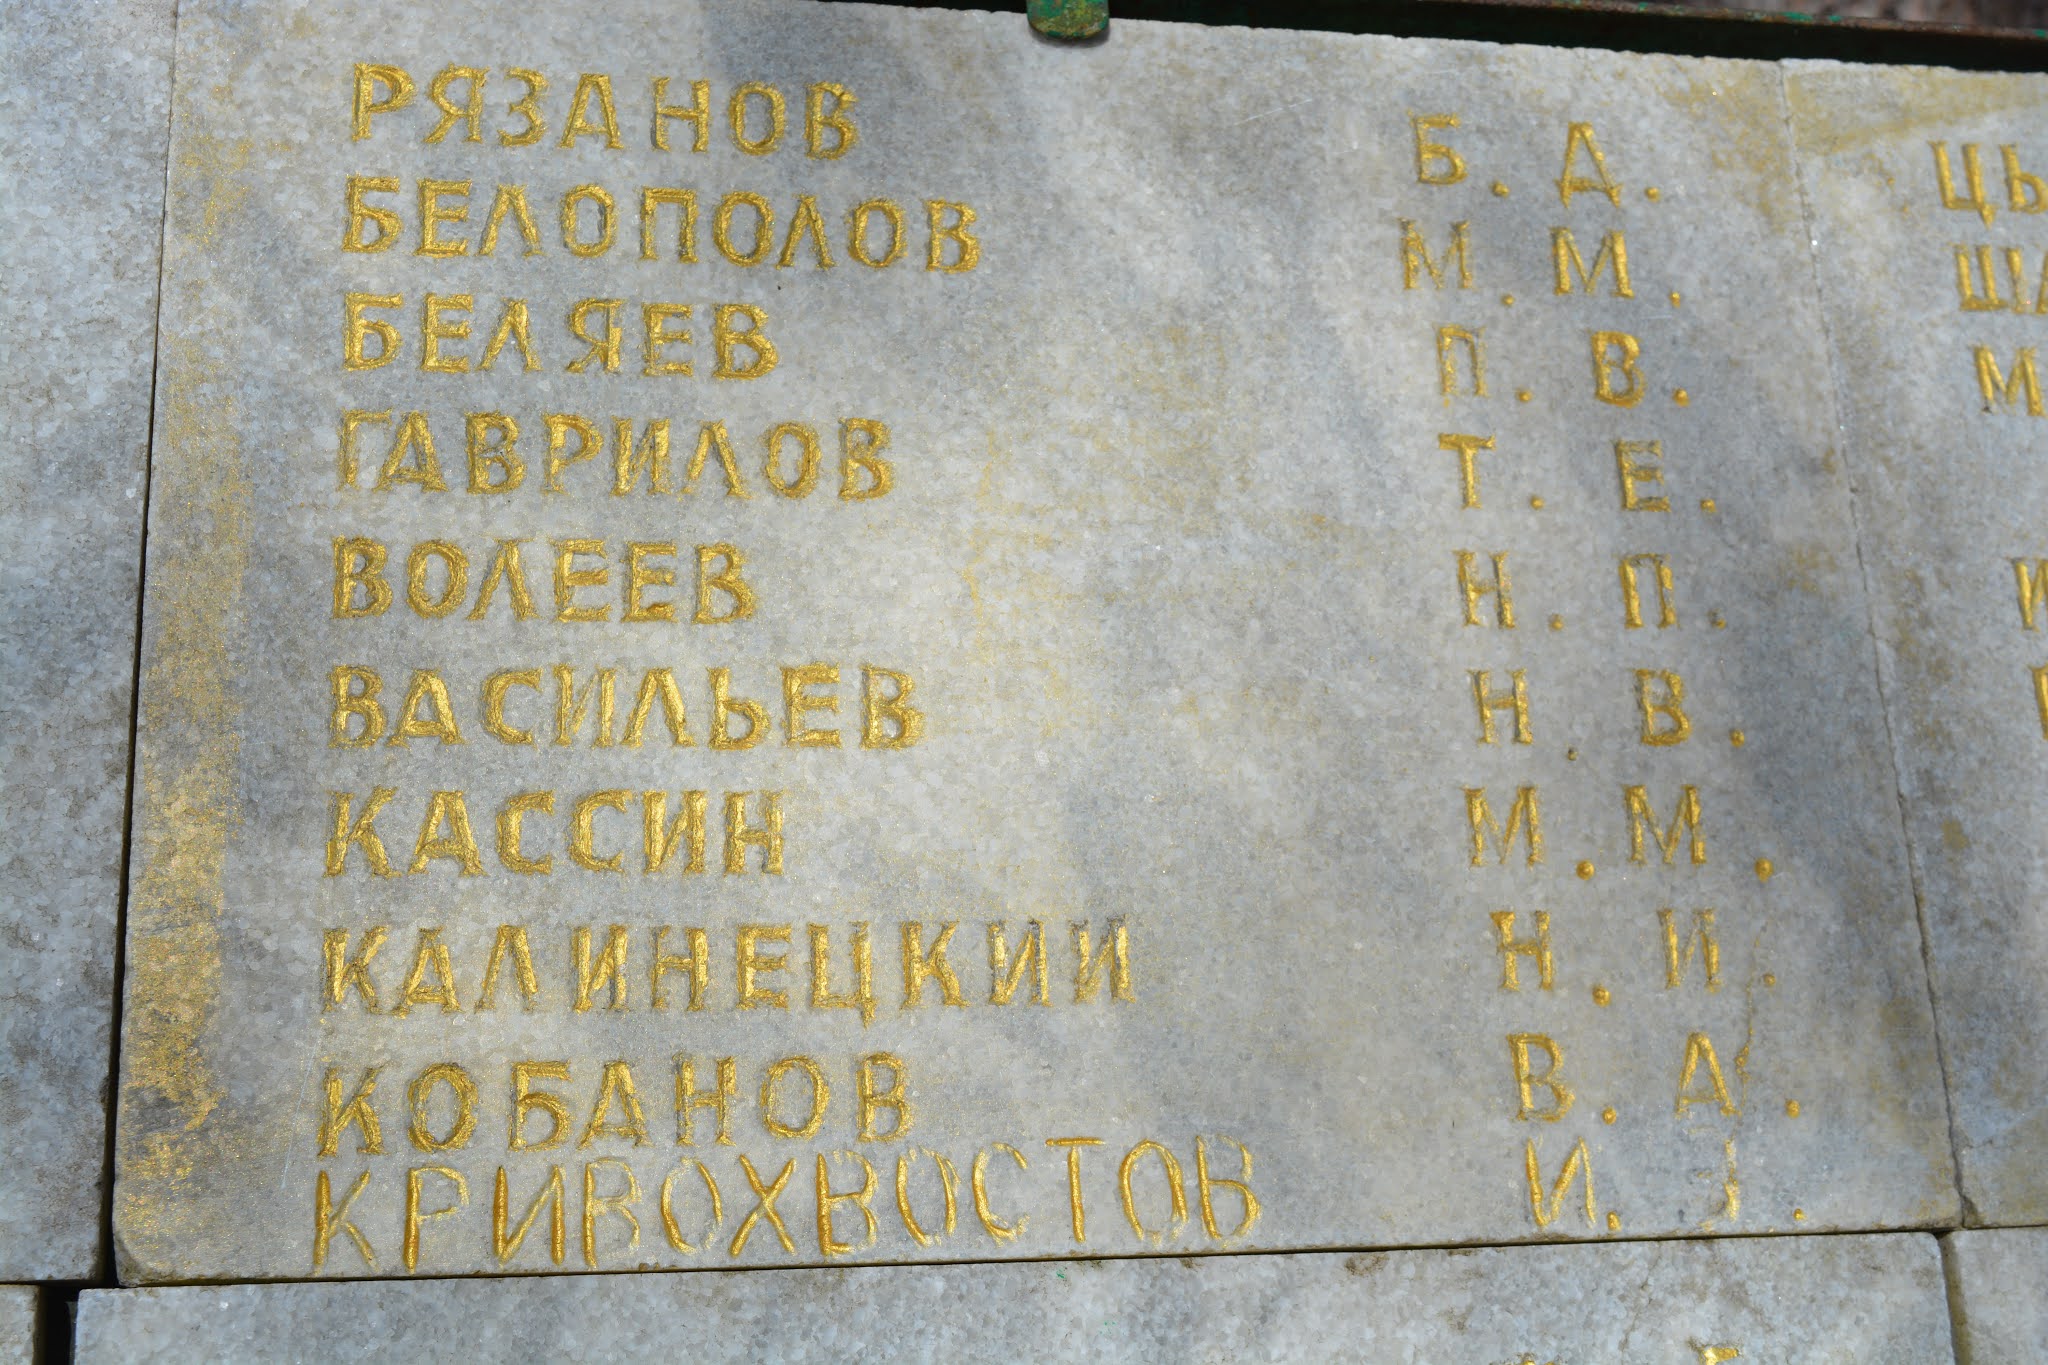 РЯЗАНОВ Б. Д.
БЕЛОПОЛОВ М. М.
БЕЛЯЕВ П. В.
ГАВРИЛОВ Т. Е.
ВОЛЕЕВ Н. П.
ВАСИЛЬЕВ Н. В.
КАССИН М. М.
КАЛИНЕЦКИИ Н. И.
КОБАНОВ В. А.
КРИВОХВОСТОВ И. З.